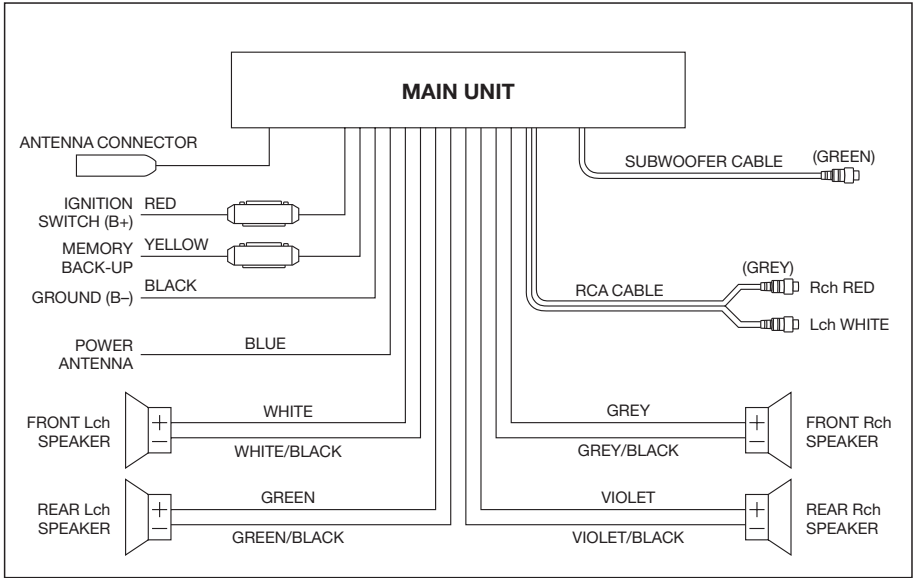 MAIN UNIT
ANTENNA CONNECTOR
SUBWOOFER CABLE
(GREEN)
IGNITION
SWITCH (B+)
RED
MEMORY
BACK-UP
YELLOW
GROUND (B–)
BLACK
(GREY)
RCA CABLE
Rch RED
Lch WHITE
POWER
ANTENNA
BLUE
FRONT Lch
SPEAKER
+
–
WHITE
WHITE/BLACK
GREY
GREY/BLACK
+
–
FRONT Rch
SPEAKER
REAR Lch
SPEAKER
+
–
GREEN
GREEN/BLACK
VIOLET
VIOLET/BLACK
+
–
REAR Rch
SPEAKER